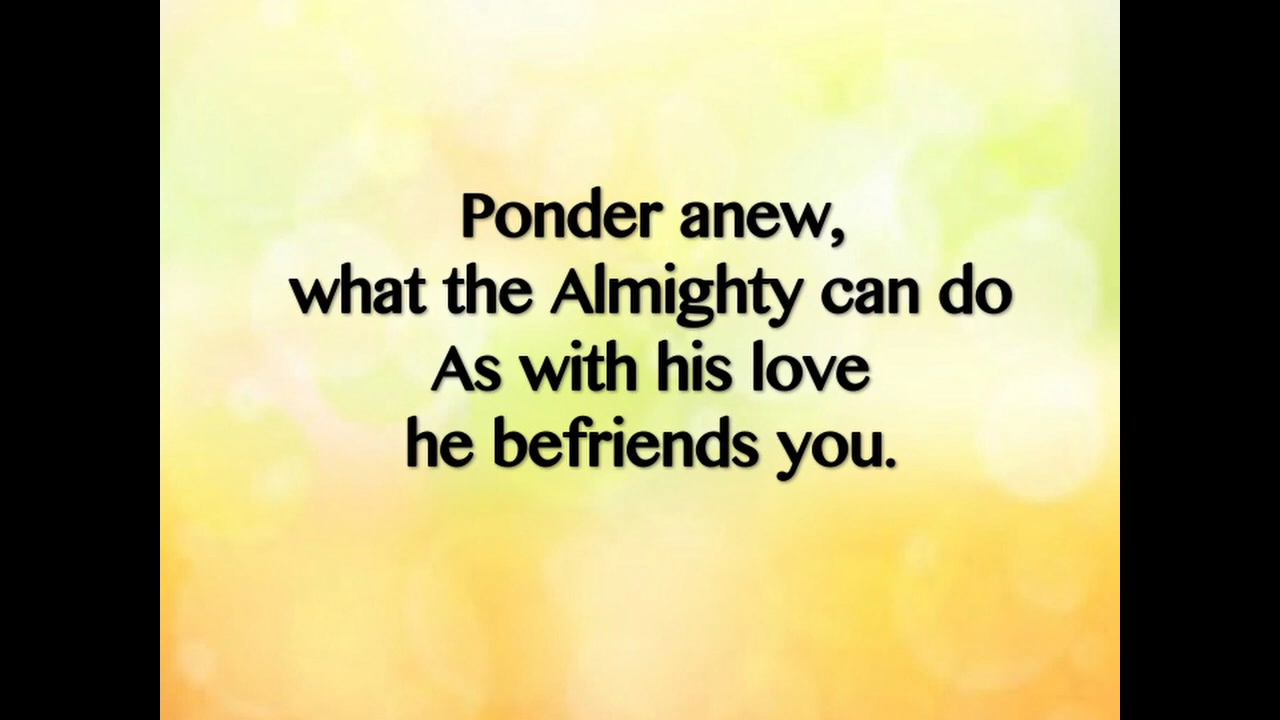 Ponder anew,
what the Almighty can do
As with his love
he befriends you.